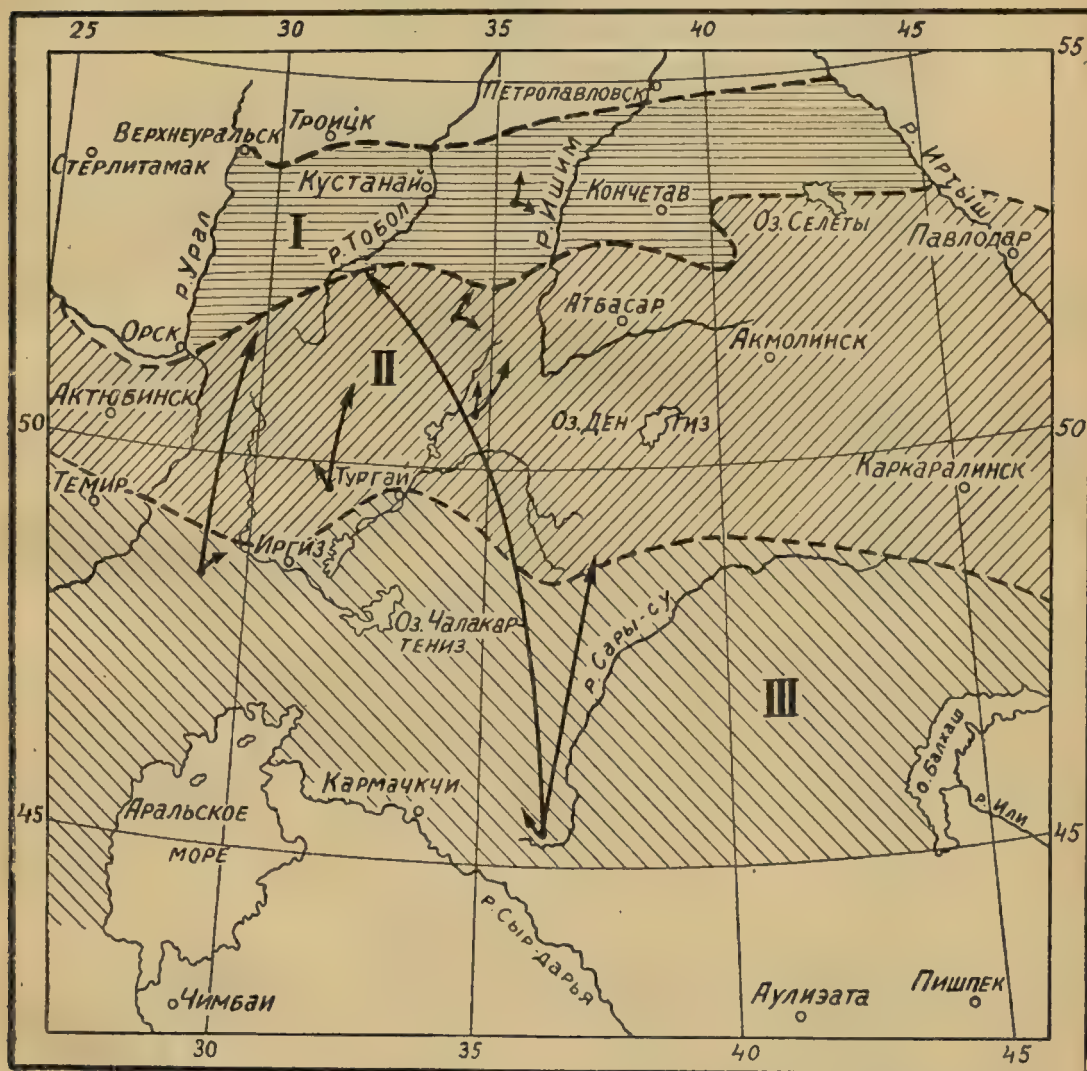 25 30 35 40 45
55
ПЕТРОПАВЛОВСК
ВЕРХНЕУРАЛЬСК
ТРОИЦК
СТЕРЛИТАМАК
КУСТАНАЙ
Р. ИШИМ
КОНЧЕТАВ
Р. ИРТЫШ
I
Р. ТОБОЛ
ОЗ. СЕЛЕТЫ
ПАВЛОДАР
Р. УРАЛ
ОРСК
АТБАСАР
АКМОЛИНСК
II
АКТЮБИНСК
50
ОЗ. ДЕН ГИЗ
50
ТЕМИР
ТУРГАЙ
КАРКАРАЛИНСК
ИРГИЗ
ОЗ. ЧАЛАКАР
ТЕНИЗ
Р. САРЫ-СУ
III
О. БАЛХАШ
КАРМАЧКЧИ
Р. ИЛИ
45
АРАЛЬСКОЕ
МОРЕ
45
Р. СЫР-ДАРЬЯ
ЧИМБАИ
АУЛИЭАТА
ПИШПЕК
30 35 40 45